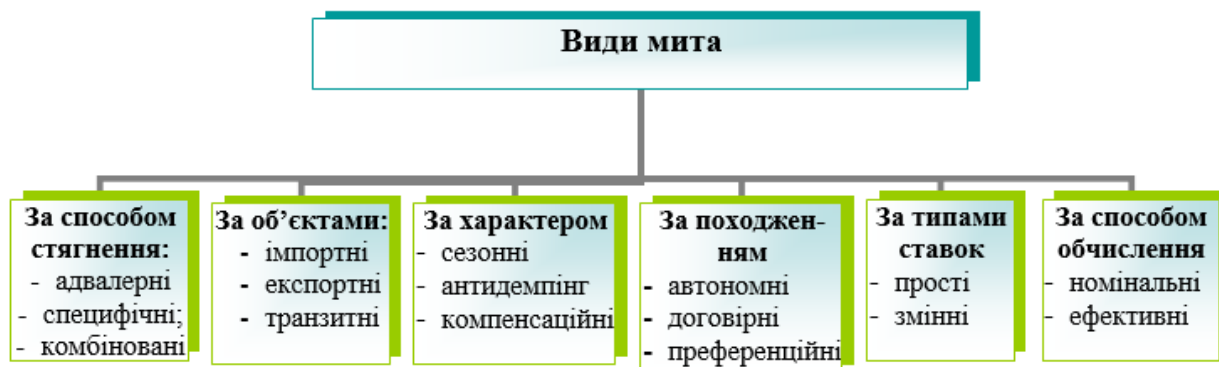 Види мита
За способом
стягнення:
- адвалерні
- специфічні;
- комбіновані
За об’єктами:
- імпортні
- експортні
- транзитні
За характером
- сезонні
- антидемпінг
- компенсаційні
За походжен-
ням
- автономні
- договірні
- преференційні
За типами
ставок
- прості
- змінні
За способом
обчислення
- номінальні
- ефективні